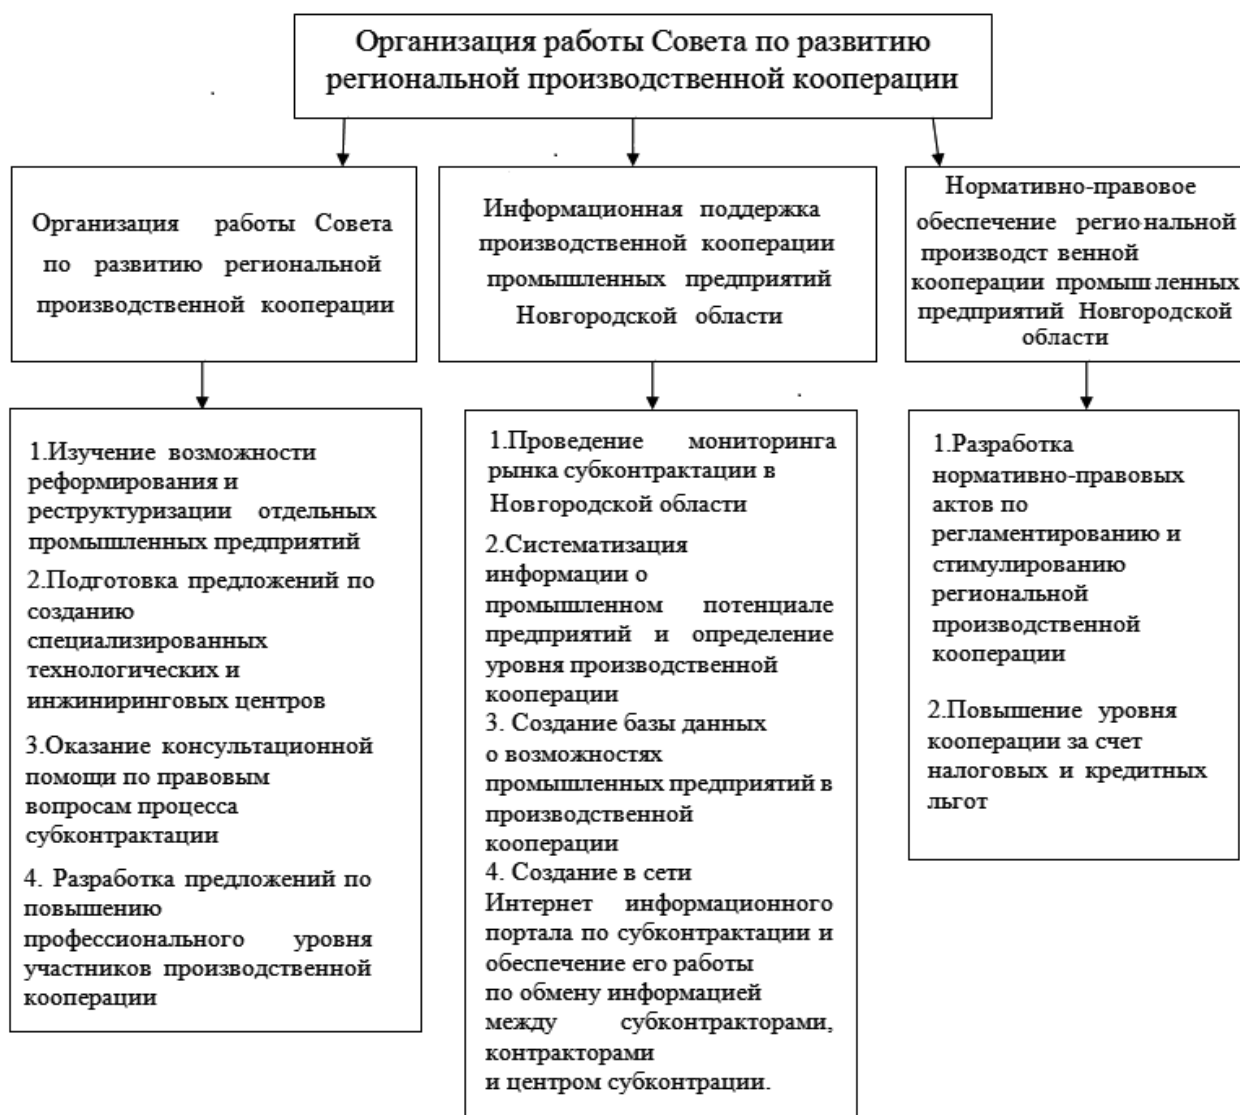 Организация работы Совета по развитию
региональной производственной кооперации
Организация работы Совета
по развитию региональной
производственной кооперации
Информационная поддержка
производственной кооперации
промышленных предприятий
Новгородской области
Нормативно-правовое
обеспечение региональной
производст венной
кооперации промышленных
предприятий Новгородской
области
1.Изучение возможности
реформирования и
реструктуризации отдельных
промышленных предприятий
2.Подготовка предложений по
созданию
специализированных
технологических и
инжиниринговых центров
3.Оказание консультационной
помощи по правовым
вопросам процесса
субконтрактации
4. Разработка предложений по
повышению
профессионального уровня
участников производственной
кооперации
1.Проведение мониторинга
рынка субконтрактации в
Новгородской области
2.Систематизация
информации о
промышленном потенциале
предприятий и определение
уровня производственной
кооперации
3. Создание базы данных
о возможностях
промышленных предприятий в
производственной
кооперации
4. Создание в сети
Интернет информационного
портала по субконтрактации и
обеспечение его работы
по обмену информацией
между субконтракторами,
контракторами
и центром субконтрации.
1.Разработка
нормативно-правовых
актов по
регламентированию и
стимулированию
региональной
производственной
кооперации
2.Повышение уровня
кооперации за счет
налоговых и кредитных
льгот